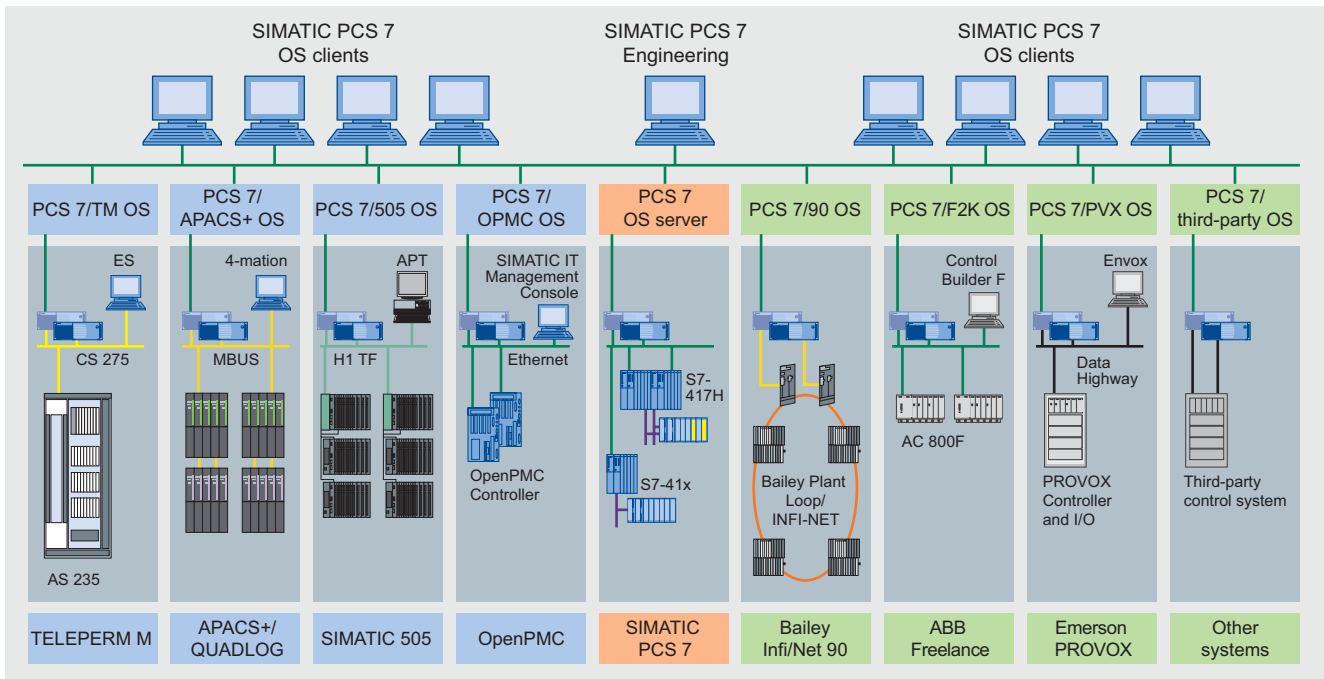 SIMATIC PCS 7
OS clients
SIMATIC PCS 7
Engineering
SIMATIC PCS 7
OS clients
PCS 7/TM OS
PCS 7/
APACS+ OS
PCS 7/505 OS
PCS 7/
OPMC OS
PCS 7
OS server
PCS 7/90 OS
PCS 7/F2K OS
PCS 7/PVX OS
PCS 7/
third-party OS
ES
CS 275
AS 235
4-mation
MBUS
APT
H1 TF
SIMATIC IT
Management
Console
Ethernet
OpenPMC
Controller
S7-
417H
S7-41x
Bailey Plant
Loop/
INFI-NET
Control
Builder F
AC 800F
Envox
Data
Highway
PROVOX
Controller
and I/O
Third-party
control system
TELEPERM M
APACS+/
QUADLOG
SIMATIC 505
OpenPMC
SIMATIC
PCS 7
Bailey
Infi/Net 90
ABB
Freelance
Emerson
PROVOX
Other
systems